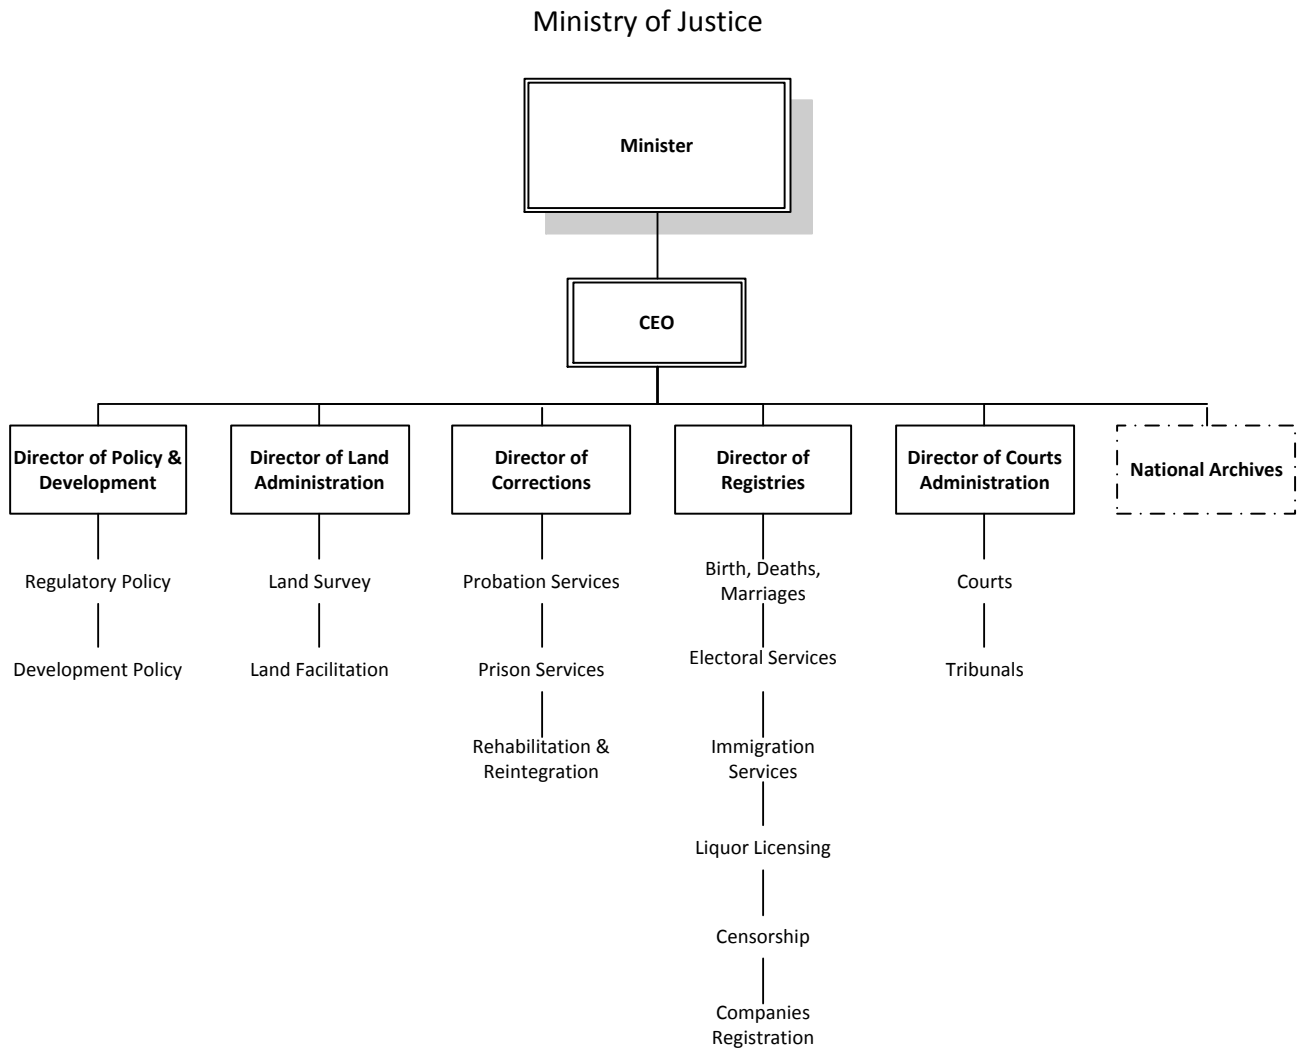 Ministry of Justice
Minister
CEO
Director of Policy &
Development
Director of Land
Administration
Director of
Corrections
Director of
Registries
Director of Courts
Administration
National Archives
Regulatory Policy
Development Policy
Land Survey
Land Facilitation
Probation Services
Prison Services
Rehabilitation &
Reintegration
Birth, Deaths,
Marriages
Electoral Services
Immigration
Services
Liquor Licensing
Censorship
Companies
Registration
Courts
Tribunals